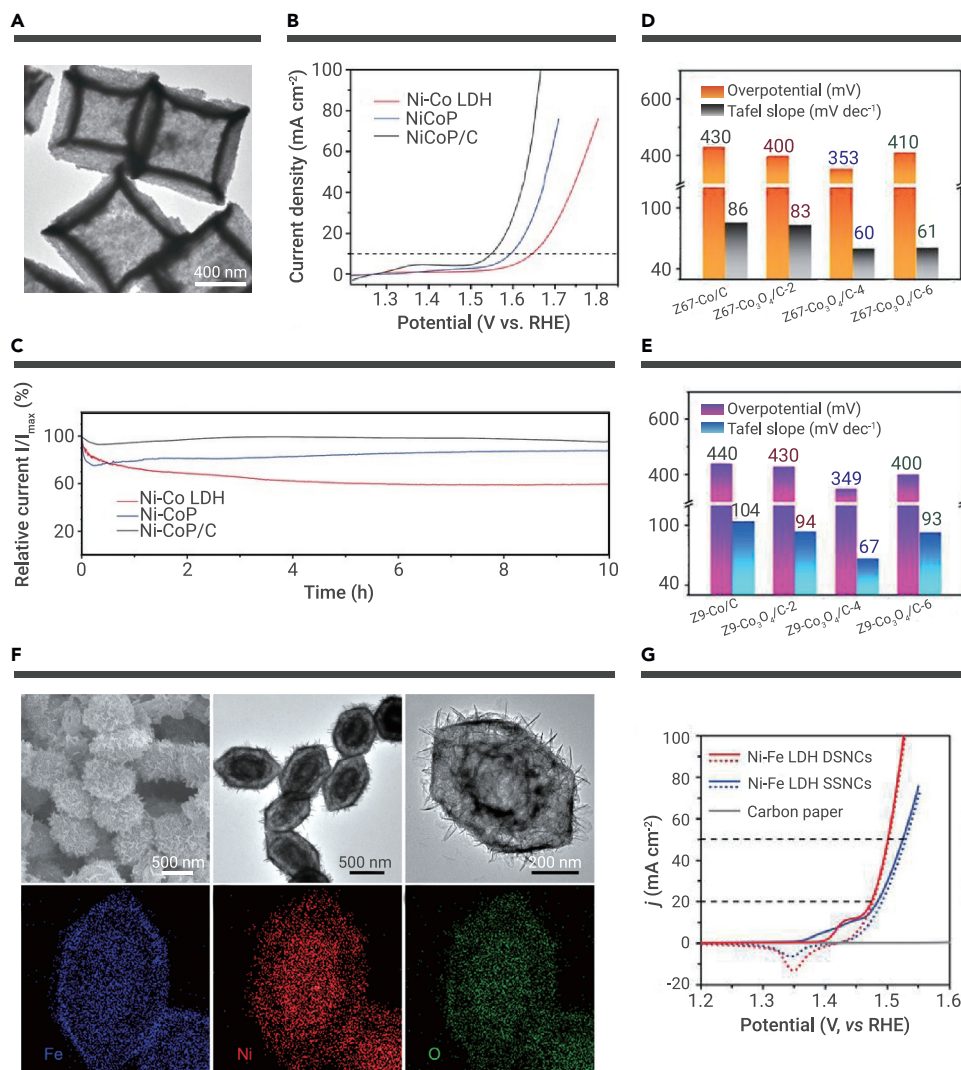 A
400 nm
B
Current density (mA cm⁻²)
100
80
60
40
20
0
Ni-Co LDH
NiCoP
NiCoP/C
1.3 1.4 1.5 1.6 1.7 1.8
Potential (V vs. RHE)
D
Overpotential (mV)
Tafel slope (mV dec⁻¹)
600
400
100
40
430 400 353 410
86 83 60 61
Z67-Co/C
Z67-Co₃O₄/C-2
Z67-Co₃O₄/C-4
Z67-Co₃O₄/C-6
C
Relative current I/Imax (%)
100
60
20
Ni-Co LDH
Ni-CoP
Ni-CoP/C
0 2 4 6 8 10
Time (h)
E
Overpotential (mV)
Tafel slope (mV dec⁻¹)
600
400
100
40
440 430 349 400
104 94 67 93
Z9-Co/C
Z9-Co₃O₄/C-2
Z9-Co₃O₄/C-4
Z9-Co₃O₄/C-6
F
500 nm
500 nm
200 nm
Fe
Ni
O
G
j (mA cm⁻²)
100
80
60
40
20
0
-20
Ni-Fe LDH DSNCs
Ni-Fe LDH SSNCs
Carbon paper
1.2 1.3 1.4 1.5 1.6
Potential (V, vs RHE)